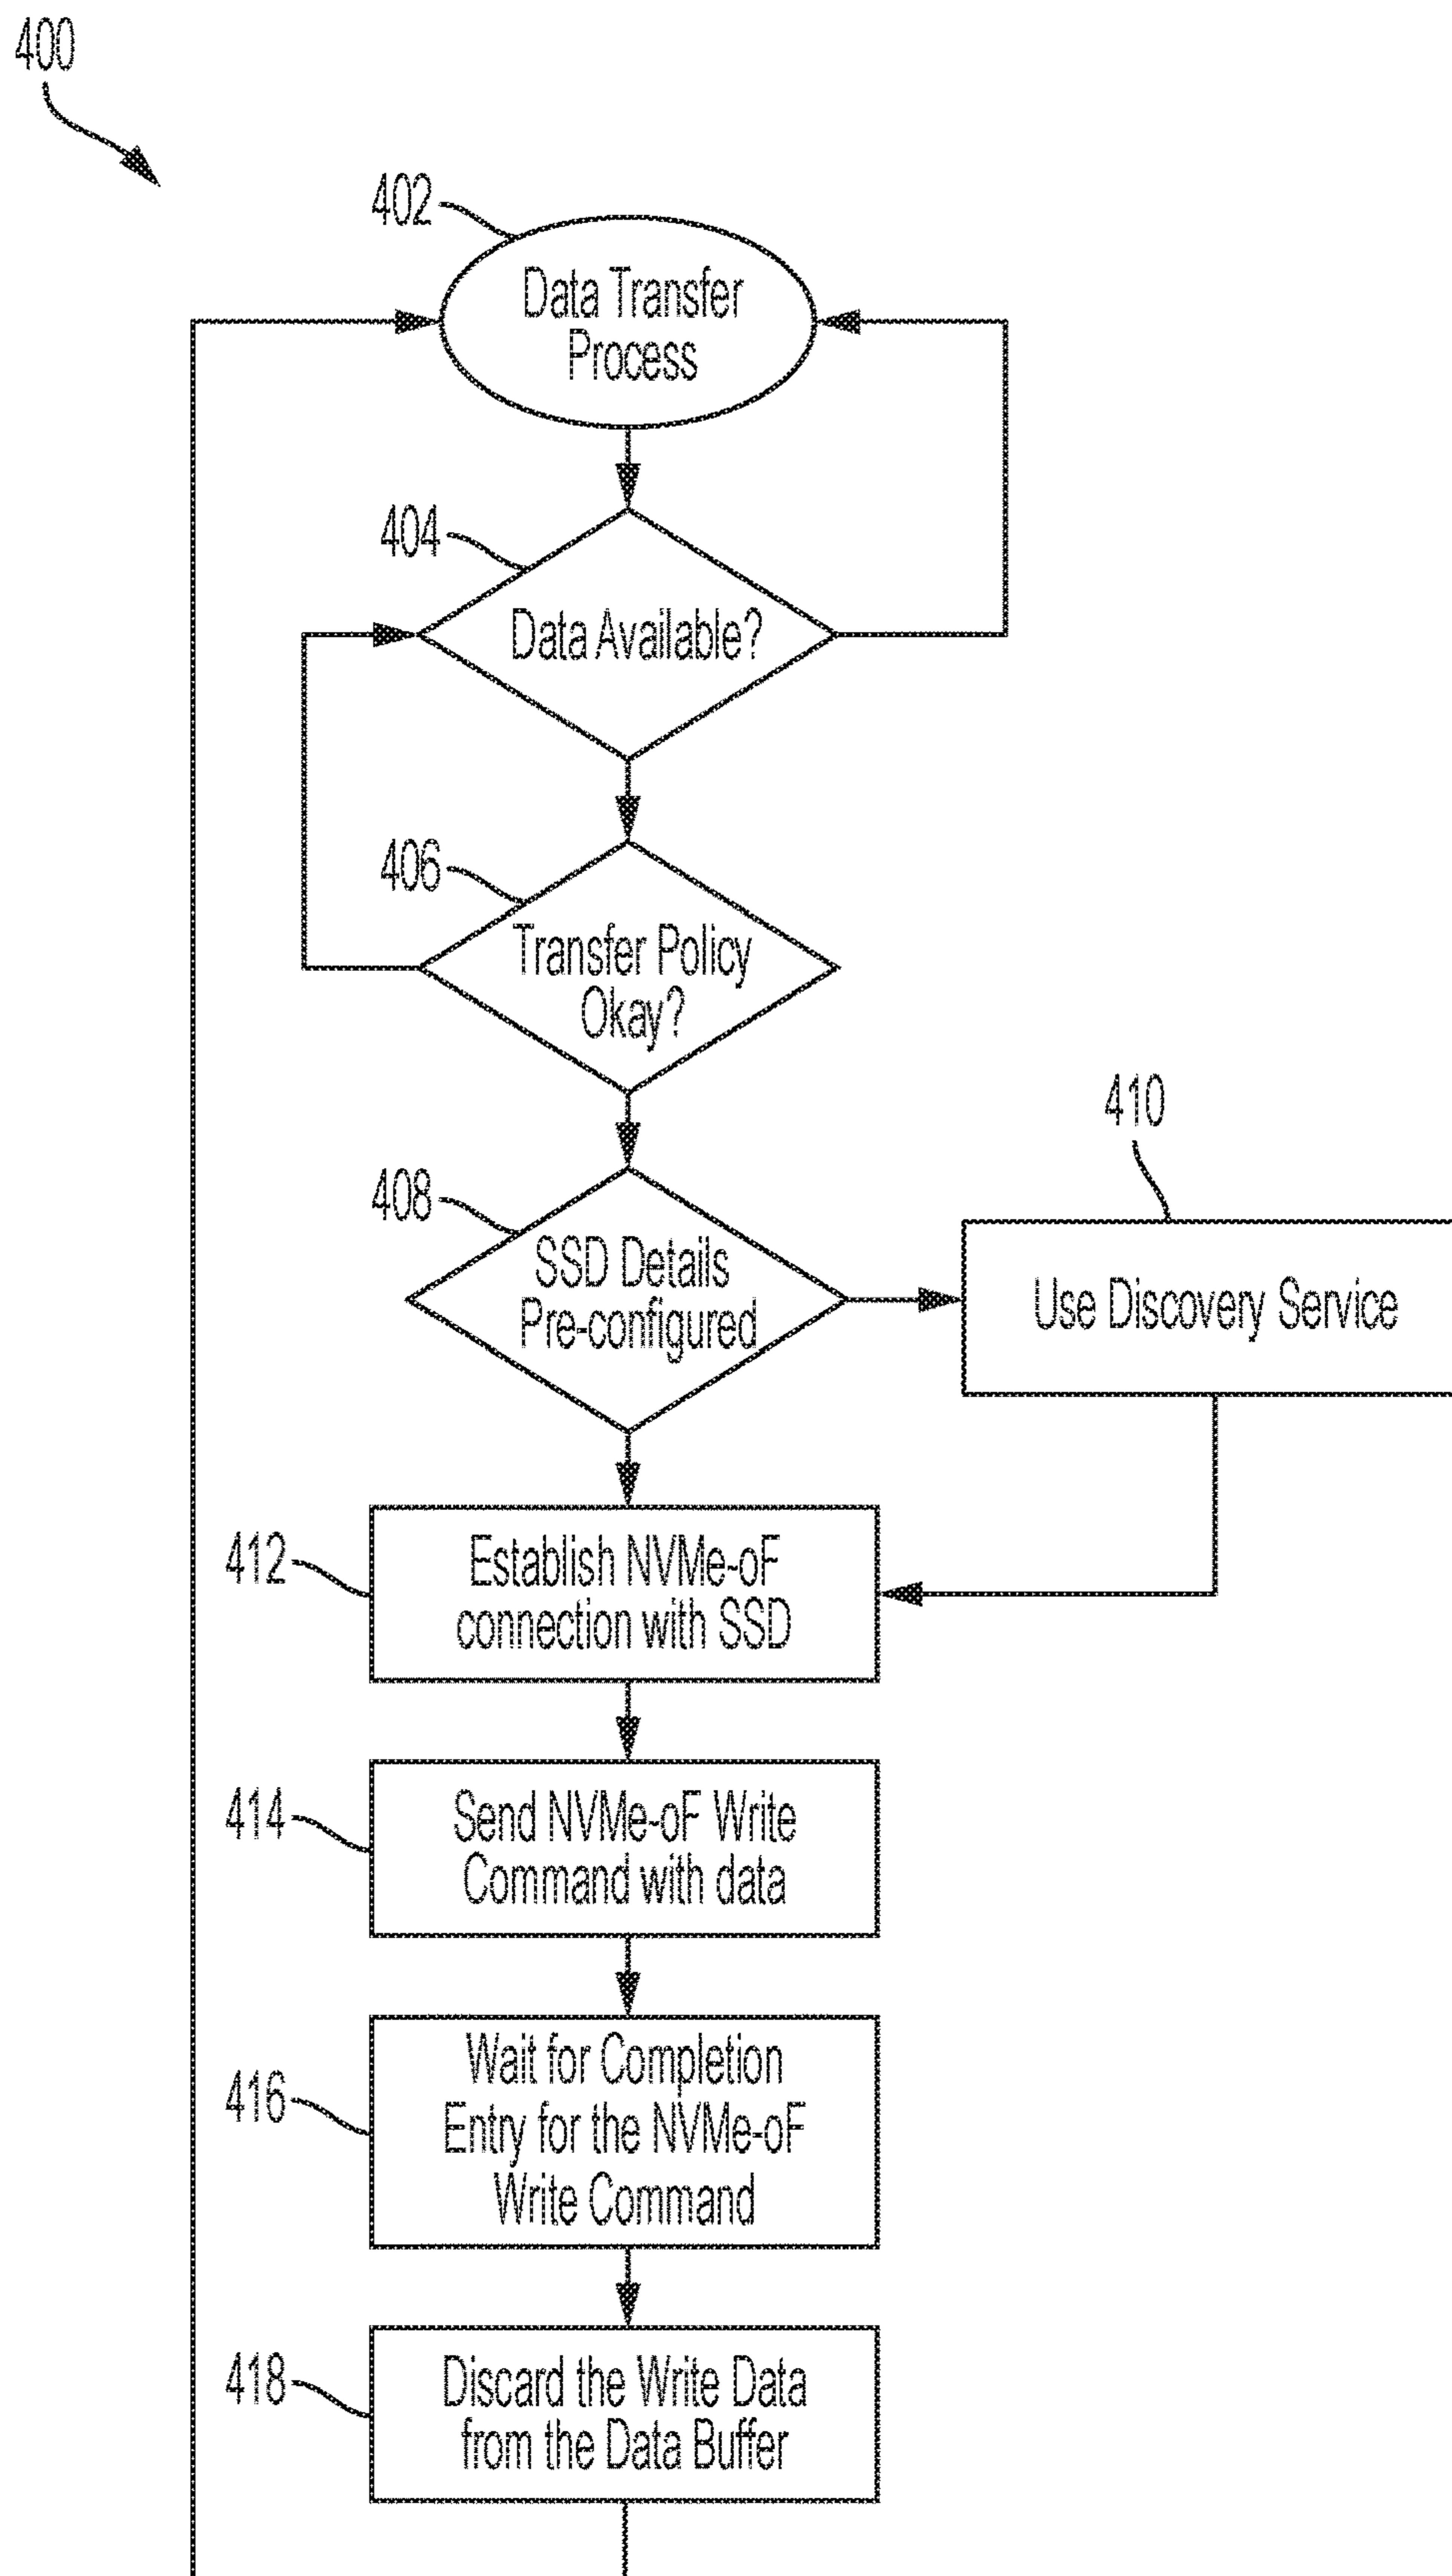 400
402
Data Transfer
Process
404
Data Available?
406
Transfer Policy
Okay?
408
SSD Details
Pre-configured
410
Use Discovery Service
412
Establish NVMe-oF
connection with SSD
414
Send NVMe-oF Write
Command with data
416
Wait for Completion
Entry for the NVMe-oF
Write Command
418
Discard the Write Data
from the Data Buffer